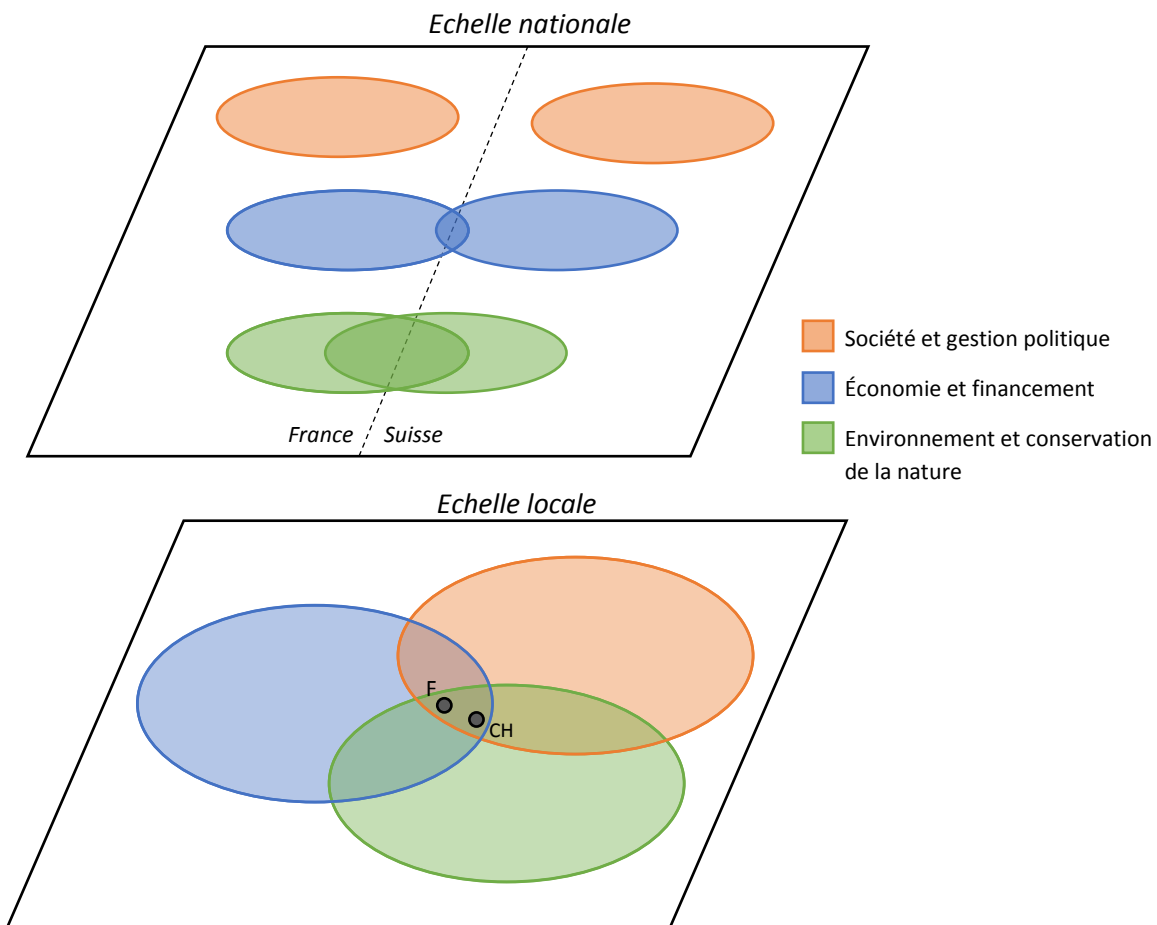 Echelle nationale
Société et gestion politique
Économie et financement
Environnement et conservation
de la nature
France
Suisse
Echelle locale
F
CH